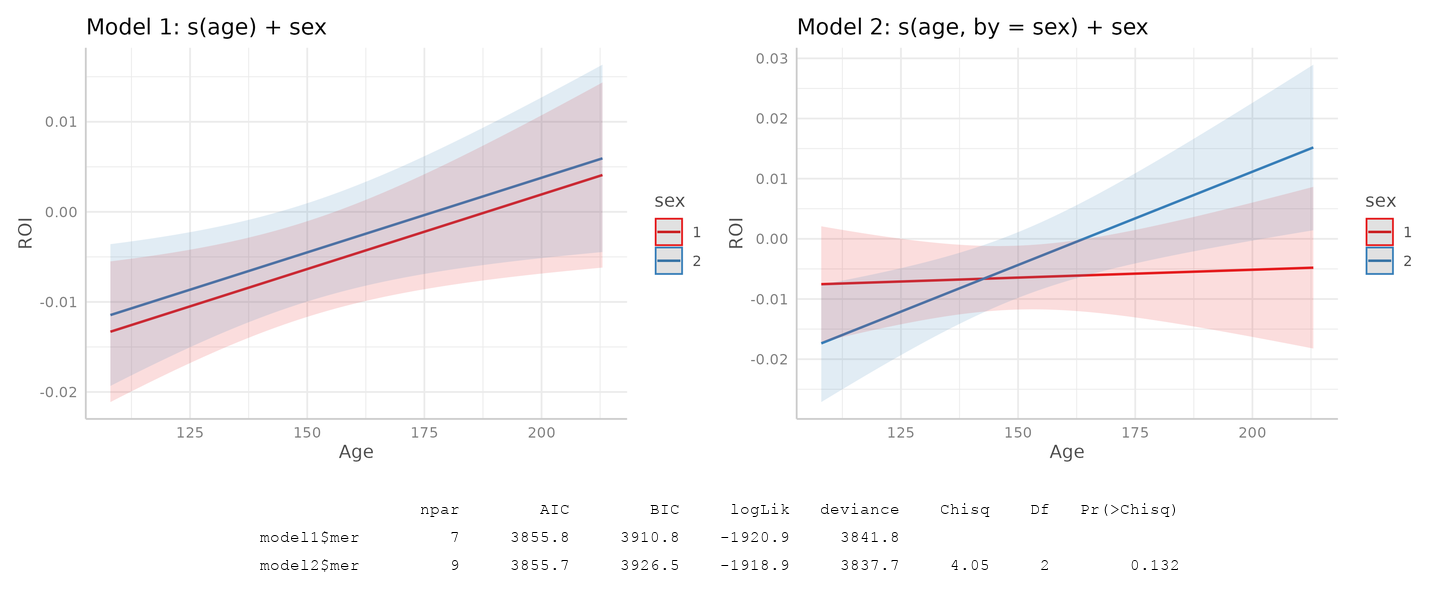 Model 1: s(age) + sex
0.01
0.00
-0.01
-0.02
ROI
125 150 175 200
Age
sex
1
2
Model 2: s(age, by = sex) + sex
0.03
0.02
0.01
0.00
-0.01
-0.02
ROI
125 150 175 200
Age
sex
1
2
npar AIC BIC logLik deviance Chisq Df Pr(>Chisq)
model1$mer 7 3855.8 3910.8 -1920.9 3841.8
model2$mer 9 3855.7 3926.5 -1918.9 3837.7 4.05 2 0.132